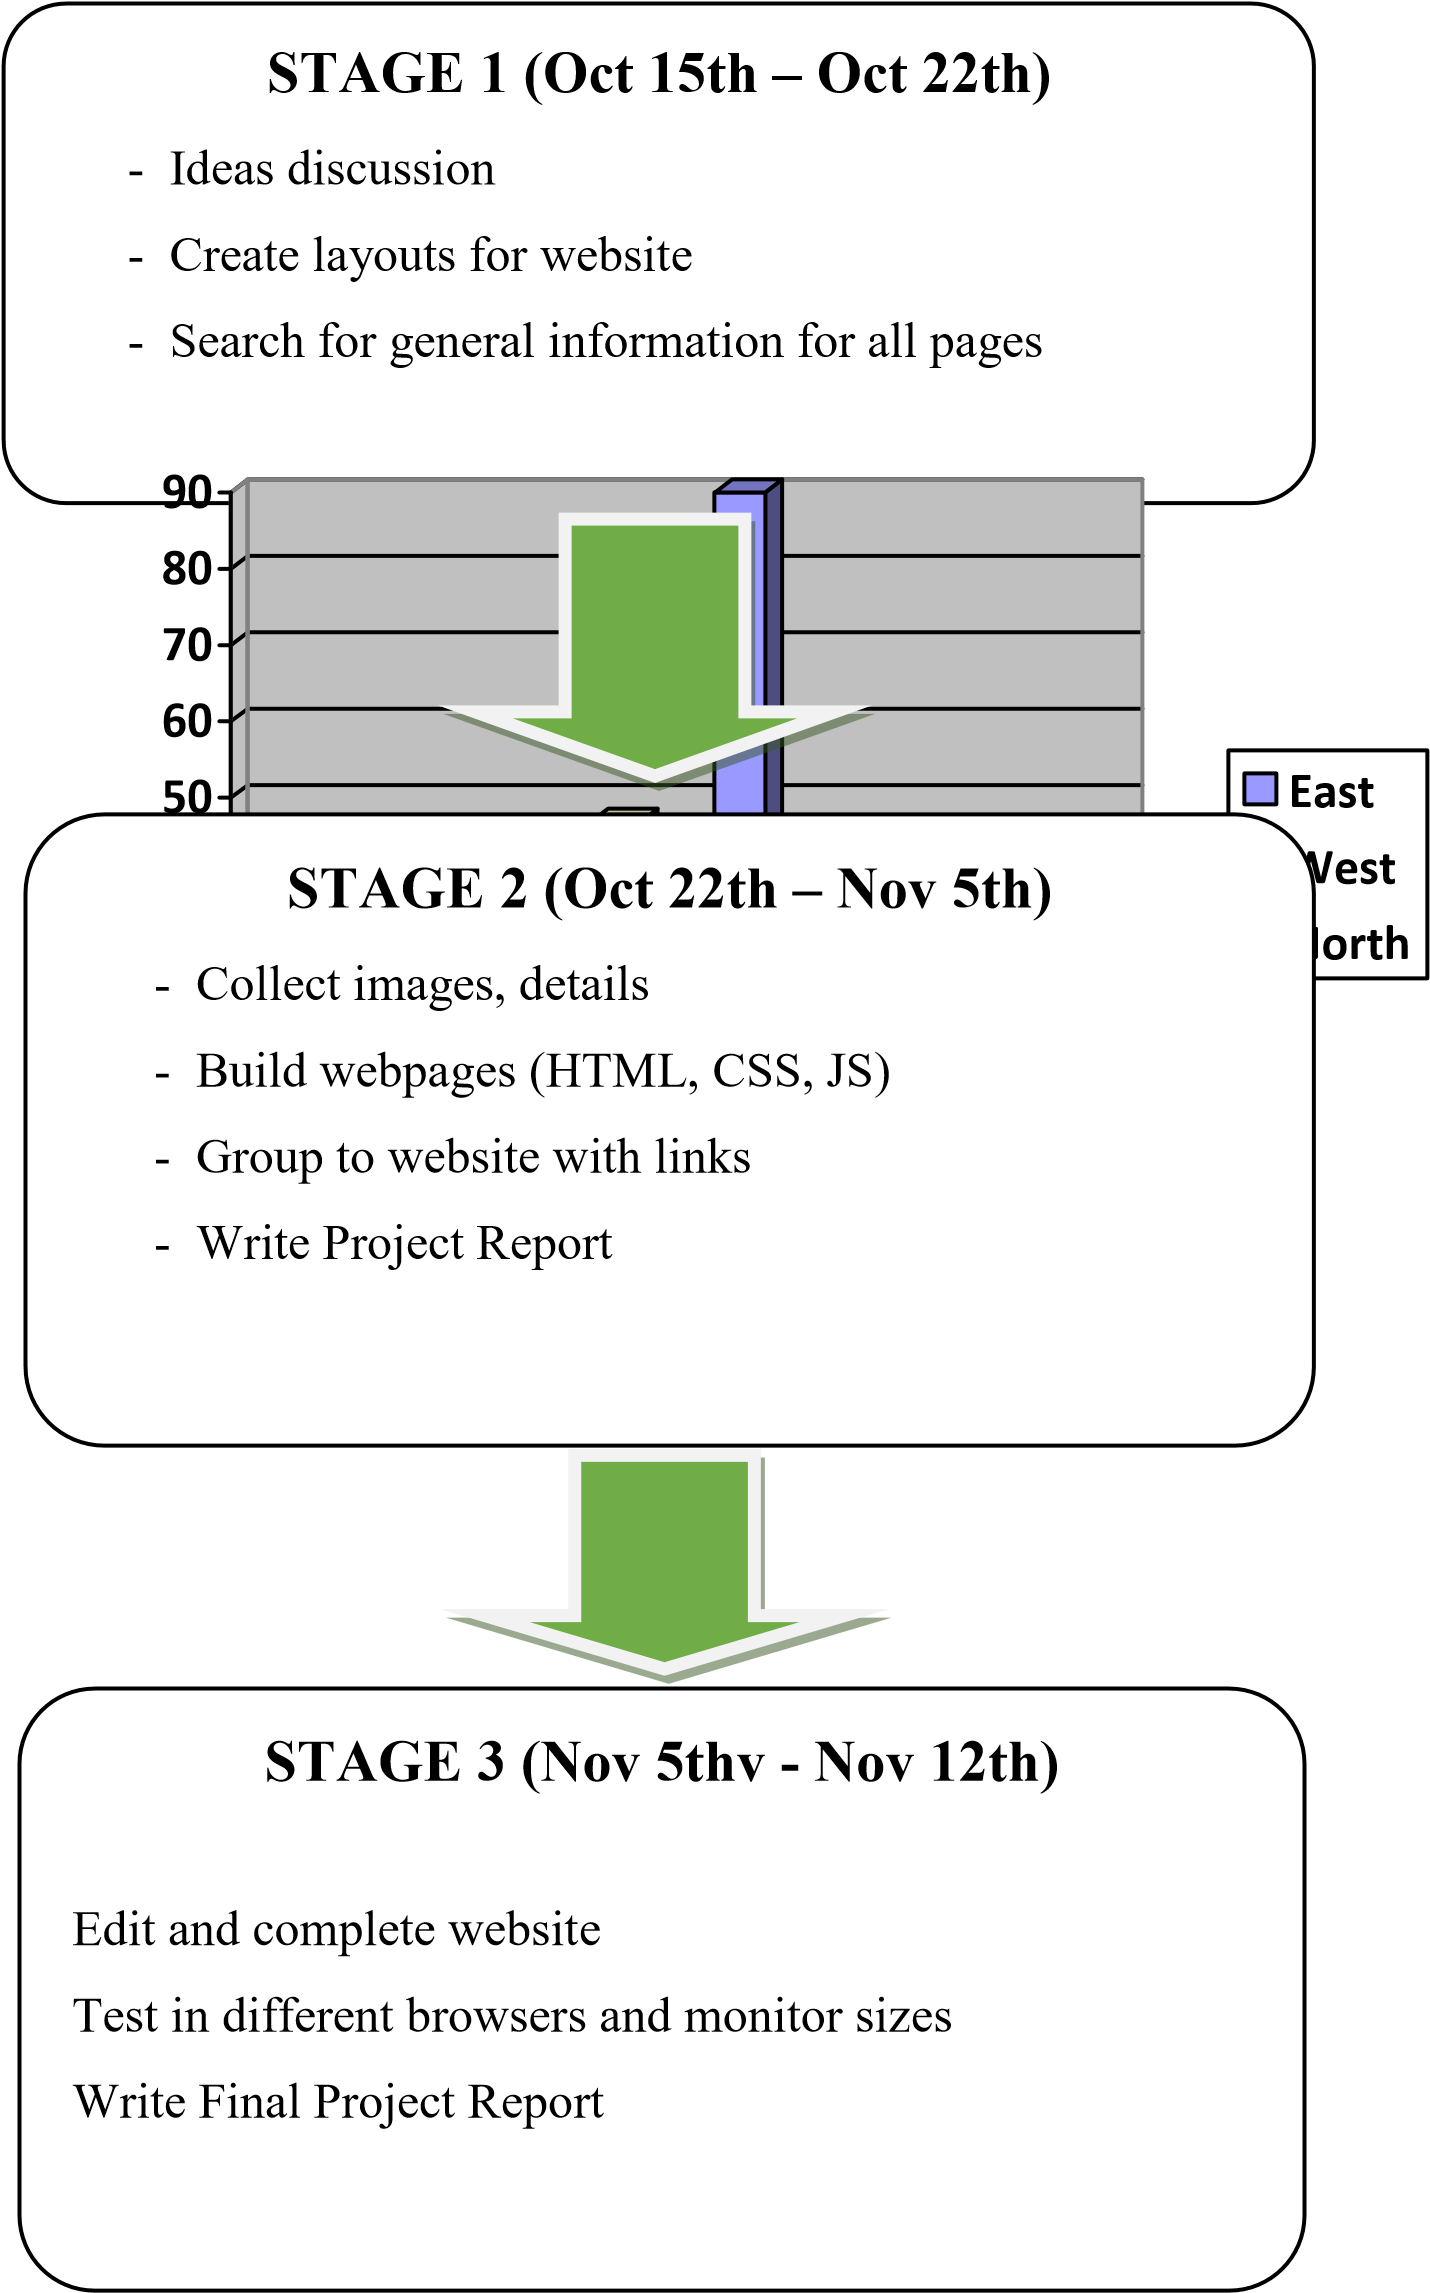 STAGE 1 (Oct 15th – Oct 22th)
- Ideas discussion
- Create layouts for website
- Search for general information for all pages
90
80
70
60
50
East
STAGE 2 (Oct 22th – Nov 5th)
- Collect images, details
- Build webpages (HTML, CSS, JS)
- Group to website with links
- Write Project Report
STAGE 3 (Nov 5thv - Nov 12th)
Edit and complete website
Test in different browsers and monitor sizes
Write Final Project Report